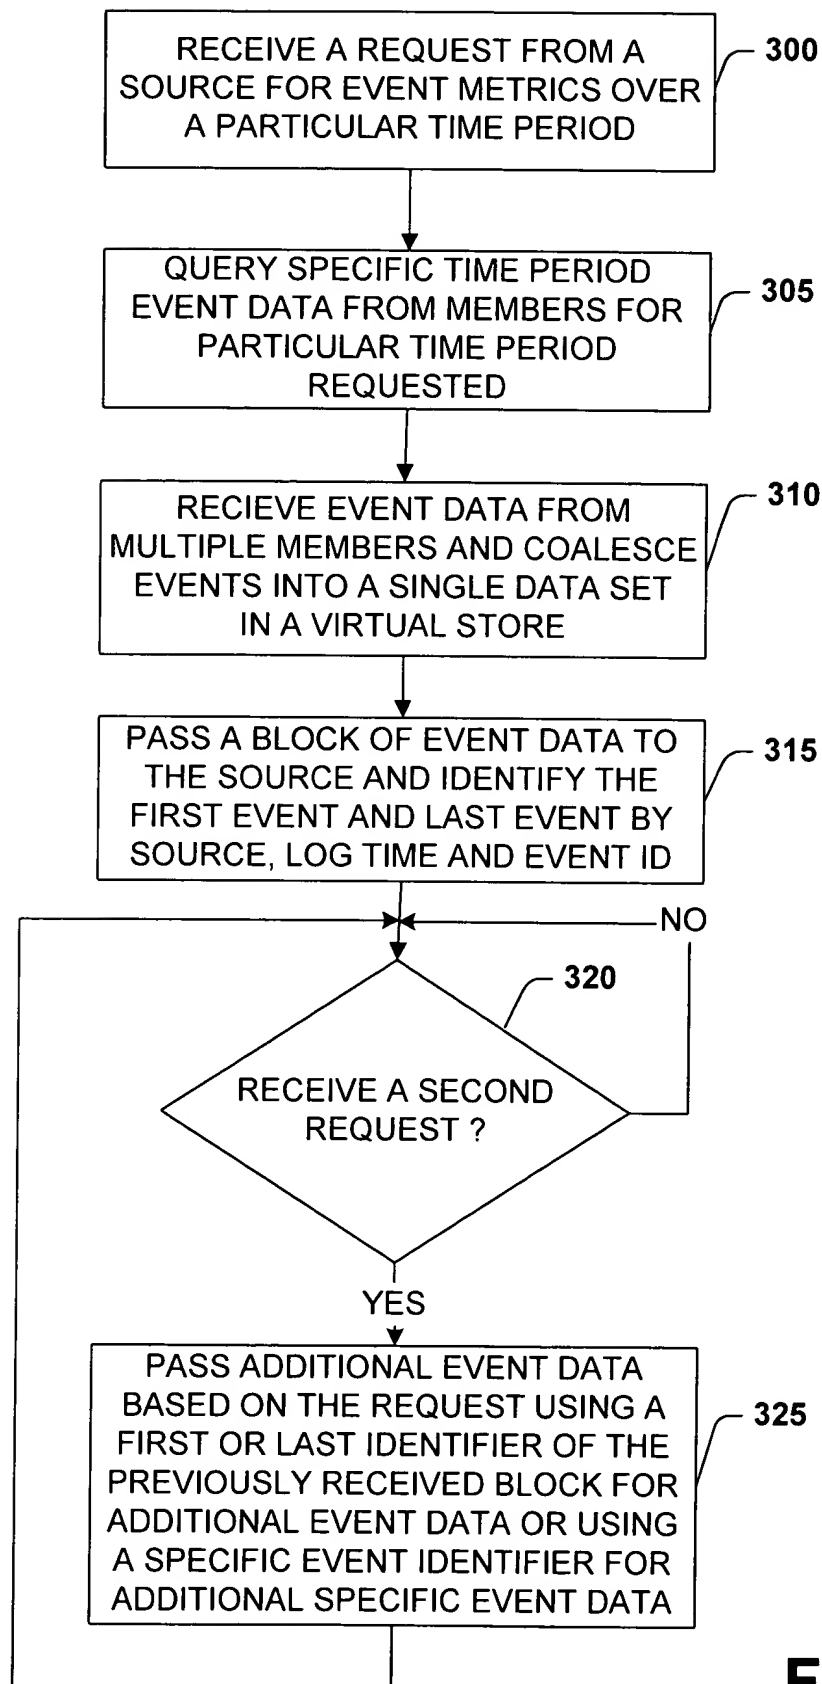 RECEIVE A REQUEST FROM A
SOURCE FOR EVENT METRICS OVER
A PARTICULAR TIME PERIOD
300
QUERY SPECIFIC TIME PERIOD
EVENT DATA FROM MEMBERS FOR
PARTICULAR TIME PERIOD
REQUESTED
305
RECIEVE EVENT DATA FROM
MULTIPLE MEMBERS AND COALESCE
EVENTS INTO A SINGLE DATA SET
IN A VIRTUAL STORE
310
PASS A BLOCK OF EVENT DATA TO
THE SOURCE AND IDENTIFY THE
FIRST EVENT AND LAST EVENT BY
SOURCE, LOG TIME AND EVENT ID
315
NO
320
RECEIVE A SECOND
REQUEST ?
YES
PASS ADDITIONAL EVENT DATA
BASED ON THE REQUEST USING A
FIRST OR LAST IDENTIFIER OF THE
PREVIOUSLY RECEIVED BLOCK FOR
ADDITIONAL EVENT DATA OR USING
A SPECIFIC EVENT IDENTIFIER FOR
ADDITIONAL SPECIFIC EVENT DATA
325